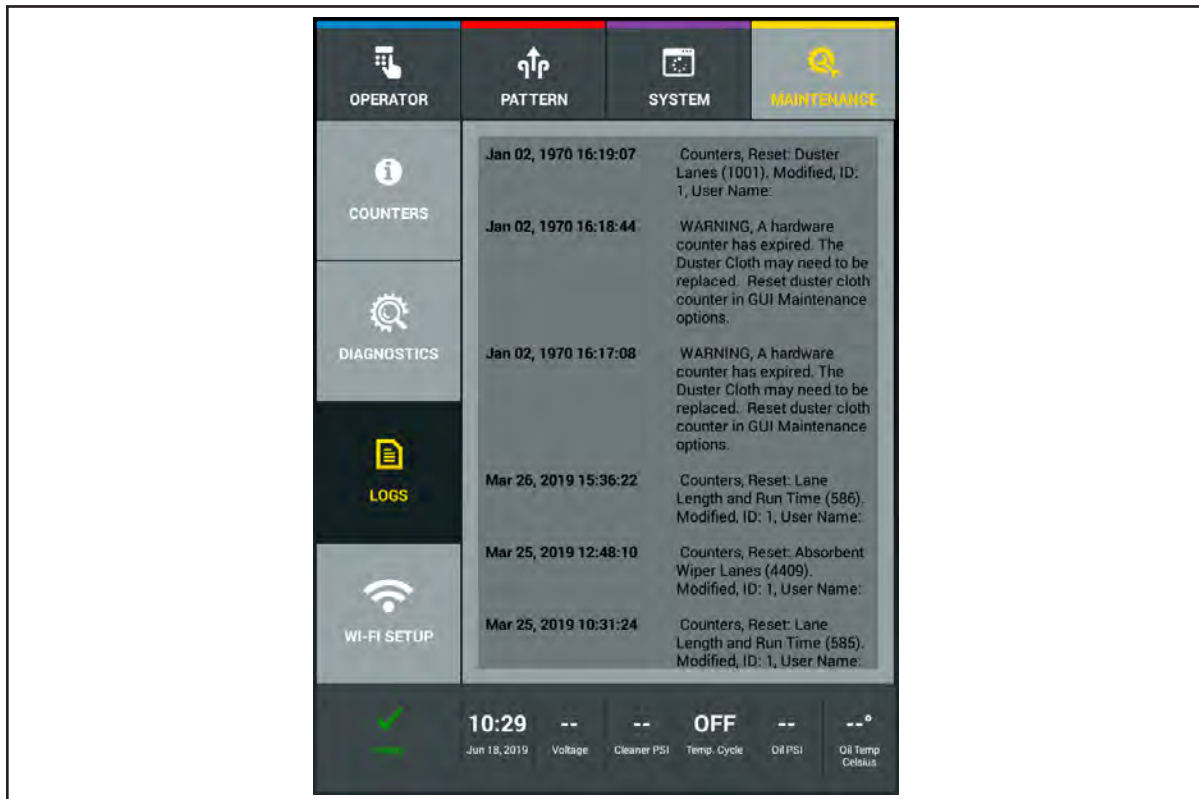 OPERATOR
PATTERN
SYSTEM
MAINTENANCE
COUNTERS
DIAGNOSTICS
LOGS
WI-FI SETUP
Jan 02, 1970 16:19:07
Counters, Reset: Duster
Lanes (1001). Modified, ID:
1, User Name:
Jan 02, 1970 16:18:44
WARNING, A hardware
counter has expired. The
Duster Cloth may need to be
replaced. Reset duster cloth
counter in GUI Maintenance
options.
Jan 02, 1970 16:17:08
WARNING, A hardware
counter has expired. The
Duster Cloth may need to be
replaced. Reset duster cloth
counter in GUI Maintenance
options.
Mar 26, 2019 15:36:22
Counters, Reset: Lane
Length and Run Time (586).
Modified, ID: 1, User Name:
Mar 25, 2019 12:48:10
Counters, Reset: Absorbent
Wiper Lanes (4409).
Modified, ID: 1, User Name:
Mar 25, 2019 10:31:24
Counters, Reset: Lane
Length and Run Time (585).
Modified, ID: 1, User Name:
10:29
Jun 18, 2019
--
Voltage
--
Cleaner PSI
OFF
Temp. Cycle
--
Oil PSI
--°
Oil Temp
Celsius